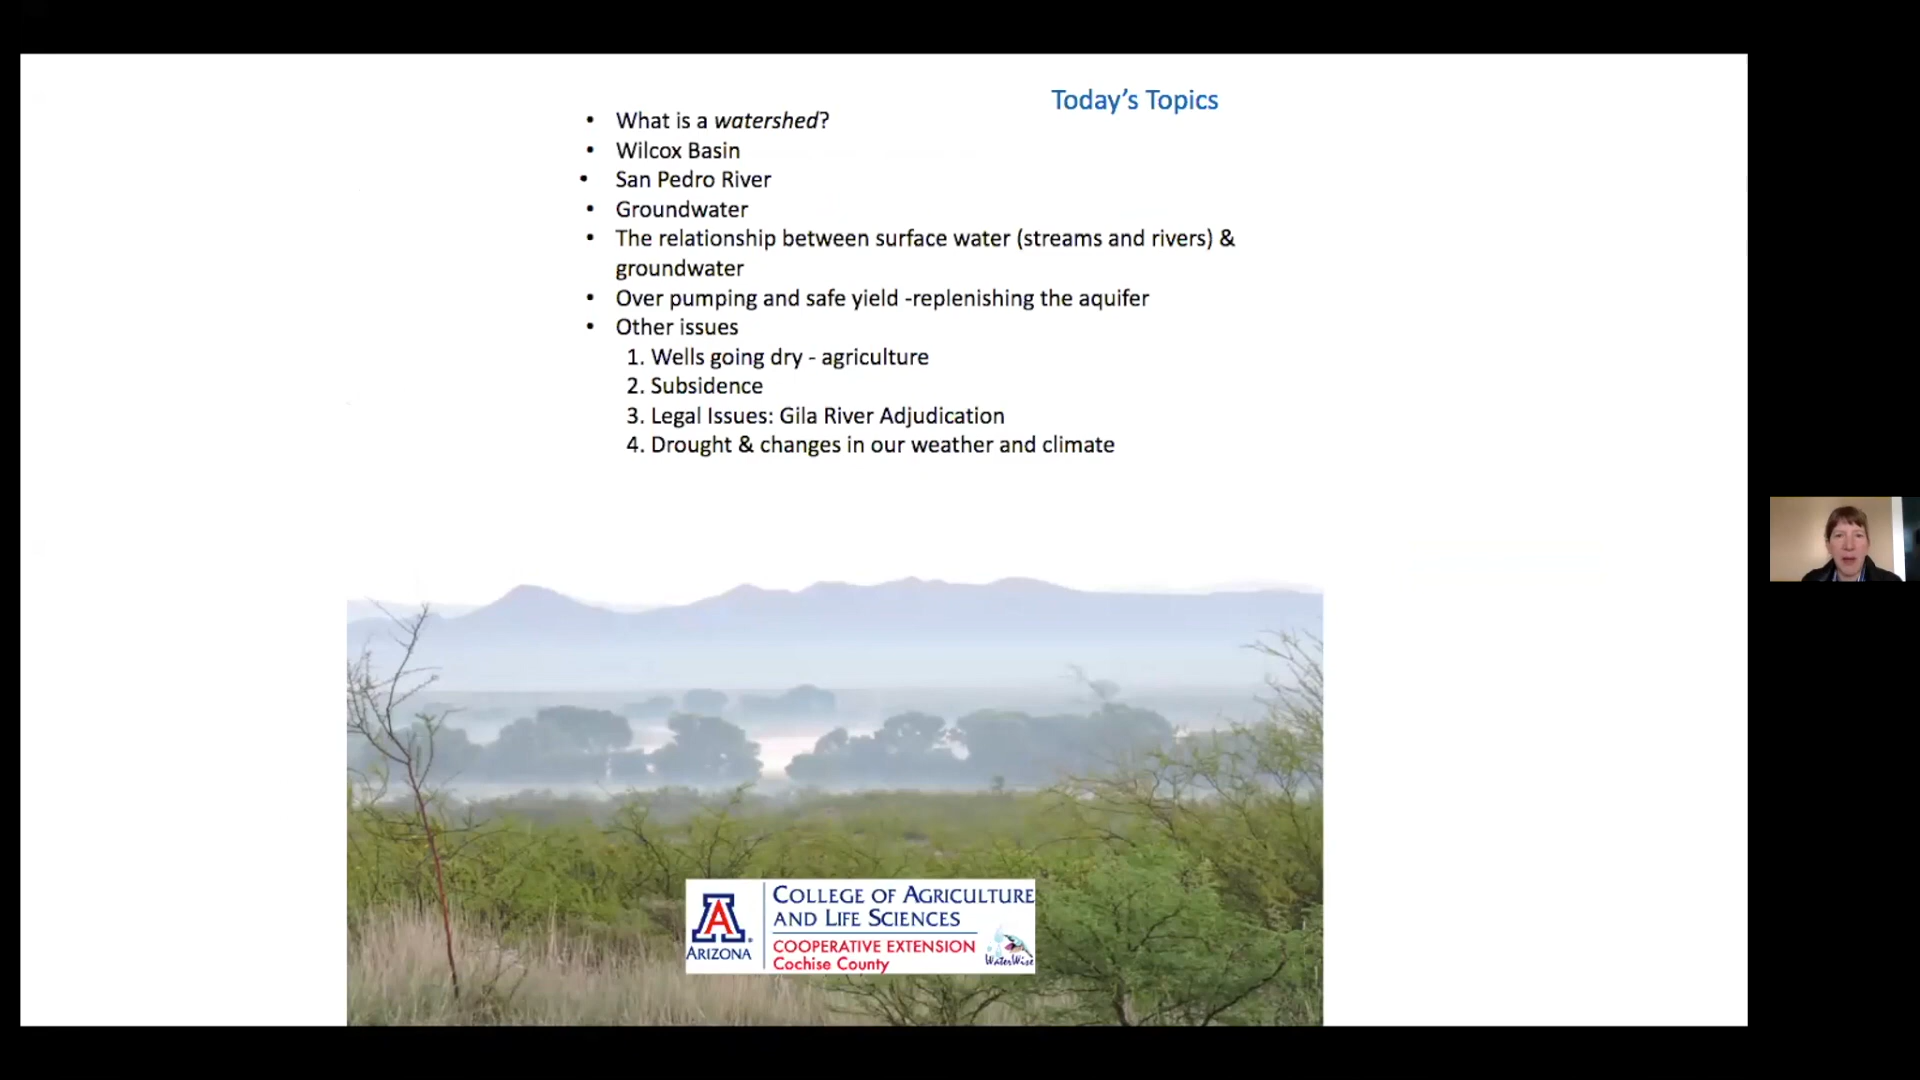 Today's Topics
• What is a watershed?
• Wilcox Basin
• San Pedro River
• Groundwater
• The relationship between surface water (streams and rivers) &
groundwater
• Over pumping and safe yield -replenishing the aquifer
• Other issues
1. Wells going dry - agriculture
2. Subsidence
3. Legal Issues: Gila River Adjudication
4. Drought & changes in our weather and climate
A
ARIZONA
COLLEGE OF AGRICULTURE
AND LIFE SCIENCES
COOPERATIVE EXTENSION
Cochise County
WaterWise